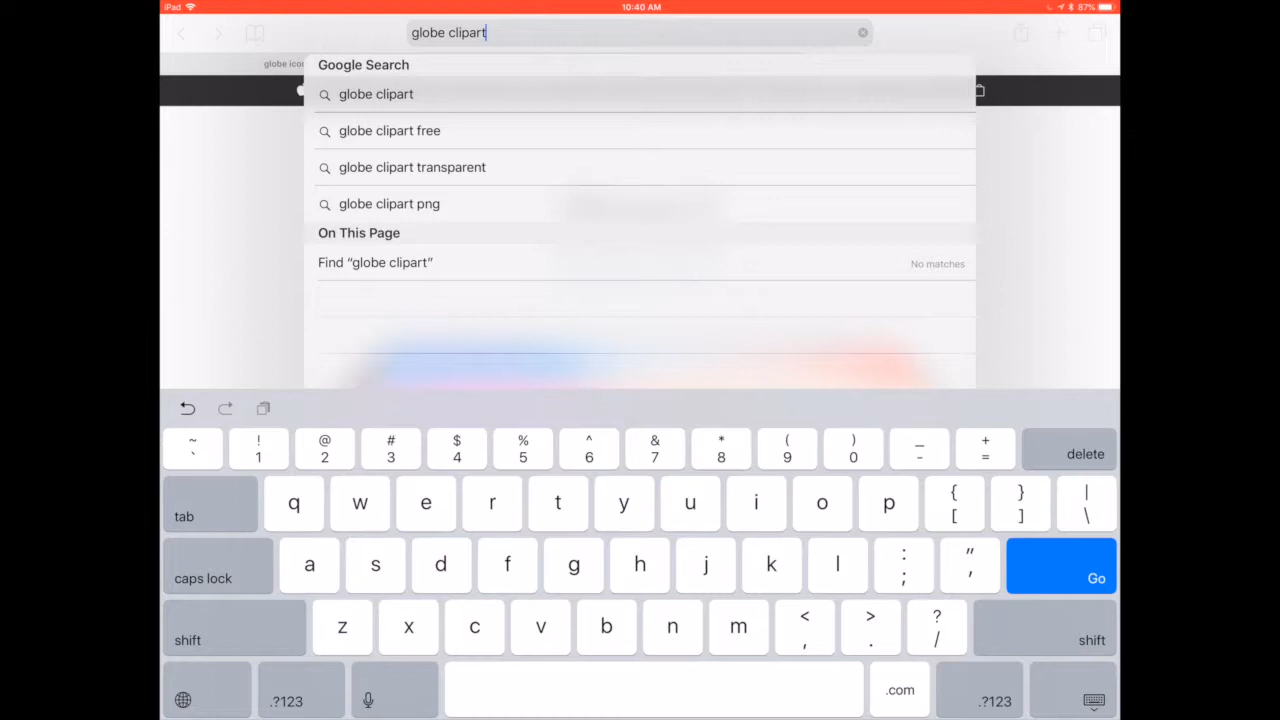 iPad 10:40 AM 87%
globe clipart
globe ico
Google Search
globe clipart
globe clipart free
globe clipart transparent
globe clipart png
On This Page
Find “globe clipart” No matches
~ ! @ # $ % ^ & * ( ) _ +
` 1 2 3 4 5 6 7 8 9 0 - = delete
tab q w e r t y u i o p { [ } ] | \
caps lock a s d f g h j k l : ; ” ’ Go
shift z x c v b n m < , > . ? / shift
.?123 .com .?123